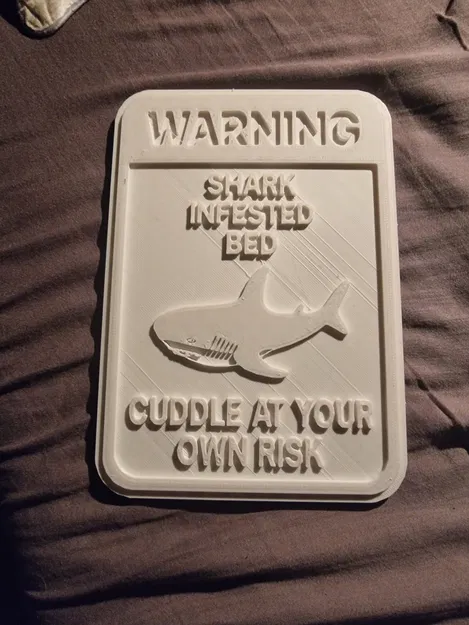 WARNING
SHARK
INFESTED
BED
CUDDLE AT YOUR
OWN RISK